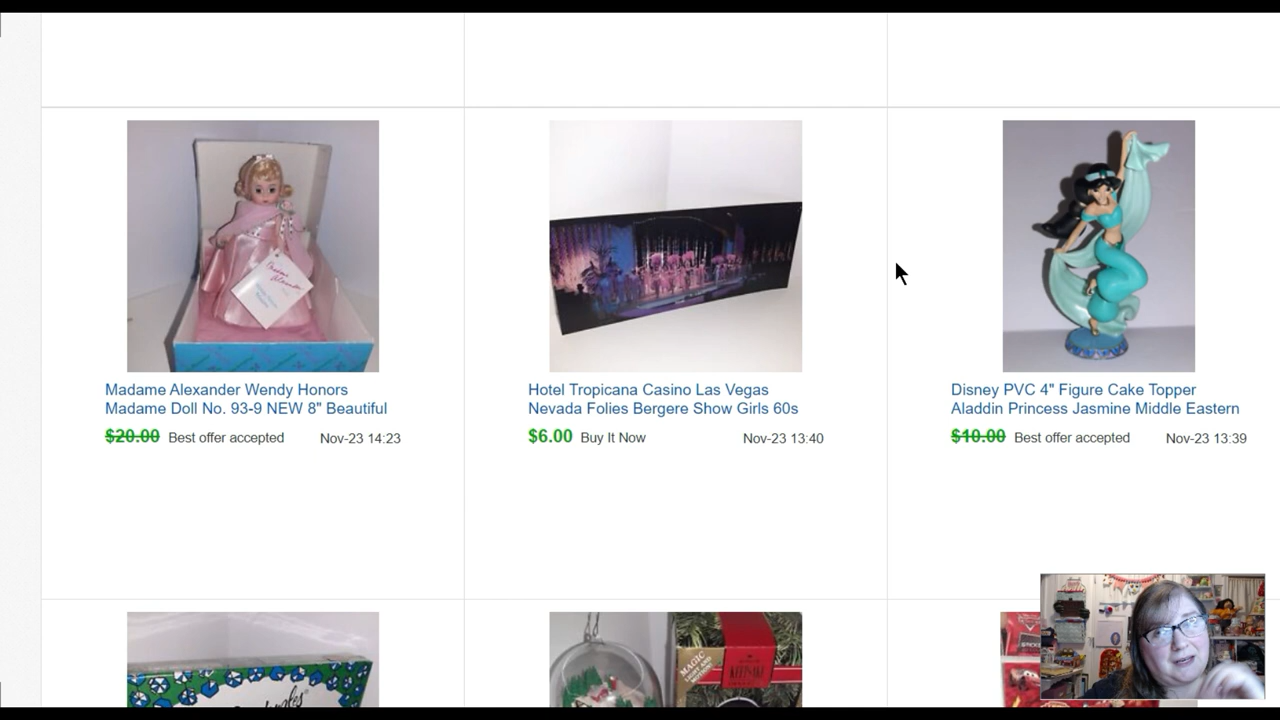 Madame Alexander Wendy Honors
Madame Doll No. 93-9 NEW 8" Beautiful
$20.00 Best offer accepted Nov-23 14:23
Hotel Tropicana Casino Las Vegas
Nevada Folies Bergere Show Girls 60s
$6.00 Buy It Now Nov-23 13:40
Disney PVC 4" Figure Cake Topper
Aladdin Princess Jasmine Middle Eastern
$10.00 Best offer accepted Nov-23 13:39
MAGIC
KEEPSAKE